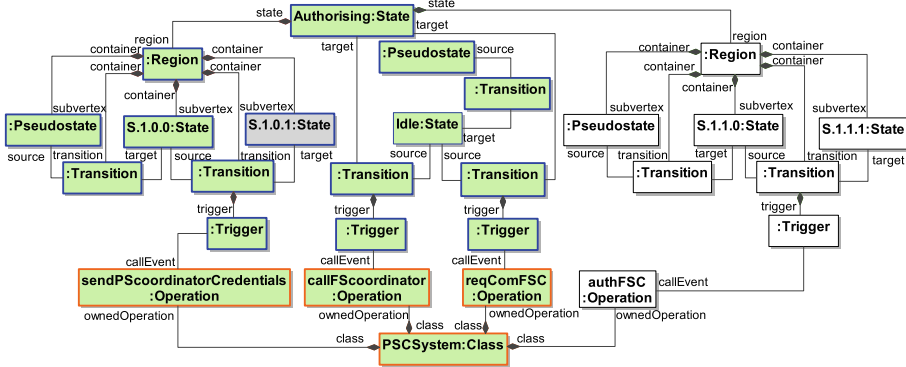 state
Authorising:State
state
target
region
target
region
container
:Region
container
container
container
container
:Pseudostate
source
:Transition
container
:Region
container
container
container
container
subvertex
subvertex
subvertex
:Pseudostate
S.1.0.0:State
S.1.0.1:State
Idle:State
target
subvertex
subvertex
subvertex
:Pseudostate
S.1.1.0:State
S.1.1.1:State
source
transition
target
source
transition
target
source
source
source
transition
target
source
transition
target
:Transition
:Transition
:Transition
:Transition
:Transition
:Transition
trigger
trigger
trigger
trigger
:Trigger
:Trigger
:Trigger
:Trigger
callEvent
callEvent
callEvent
sendPScoordinatorCredentials
:Operation
callFScoordinator
:Operation
reqComFSC
:Operation
authFSC
:Operation
callEvent
ownedOperation
ownedOperation
ownedOperation
ownedOperation
class
class
class
class
PSCSystem:Class